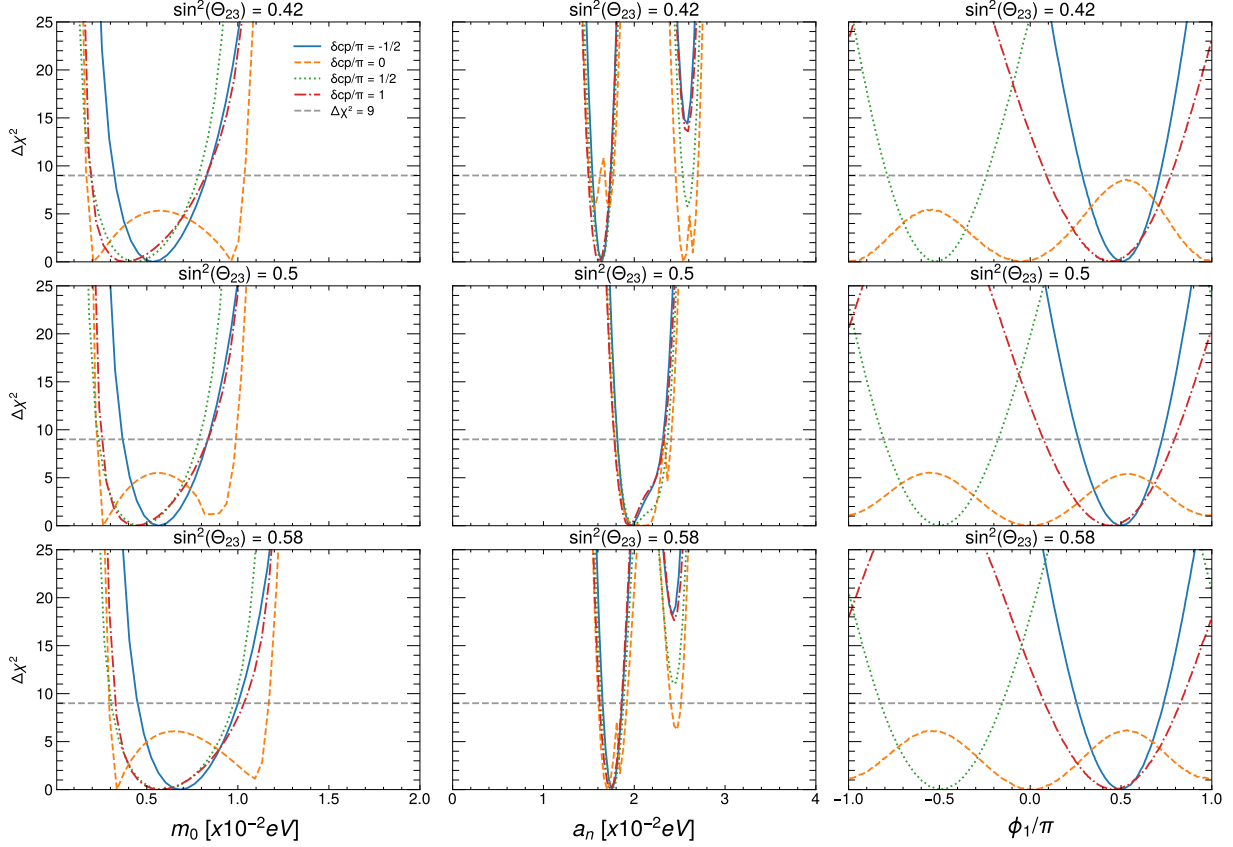 sin²(Θ₂₃) = 0.42 sin²(Θ₂₃) = 0.42 sin²(Θ₂₃) = 0.42
δcp/π = -1/2
δcp/π = 0
δcp/π = 1/2
δcp/π = 1
Δχ² = 9
Δχ²
25
20
15
10
5
0
sin²(Θ₂₃) = 0.5 sin²(Θ₂₃) = 0.5 sin²(Θ₂₃) = 0.5
Δχ²
25
20
15
10
5
0
sin²(Θ₂₃) = 0.58 sin²(Θ₂₃) = 0.58 sin²(Θ₂₃) = 0.58
Δχ²
25
20
15
10
5
0
0.5 1.0 1.5 2.0 0 1 2 3 4 -1.0 -0.5 0.0 0.5 1.0
m₀ [x10⁻²eV] aₙ [x10⁻²eV] ϕ₁/π